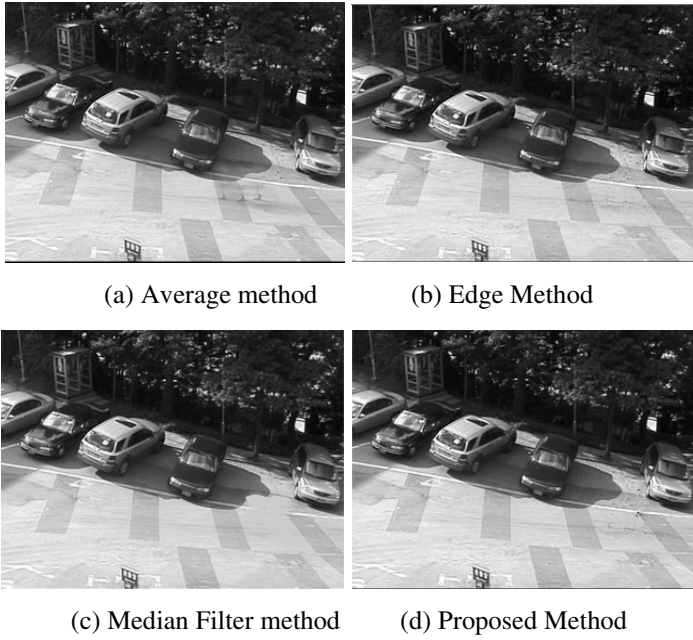 (a) Average method
(b) Edge Method
(c) Median Filter method
(d) Proposed Method